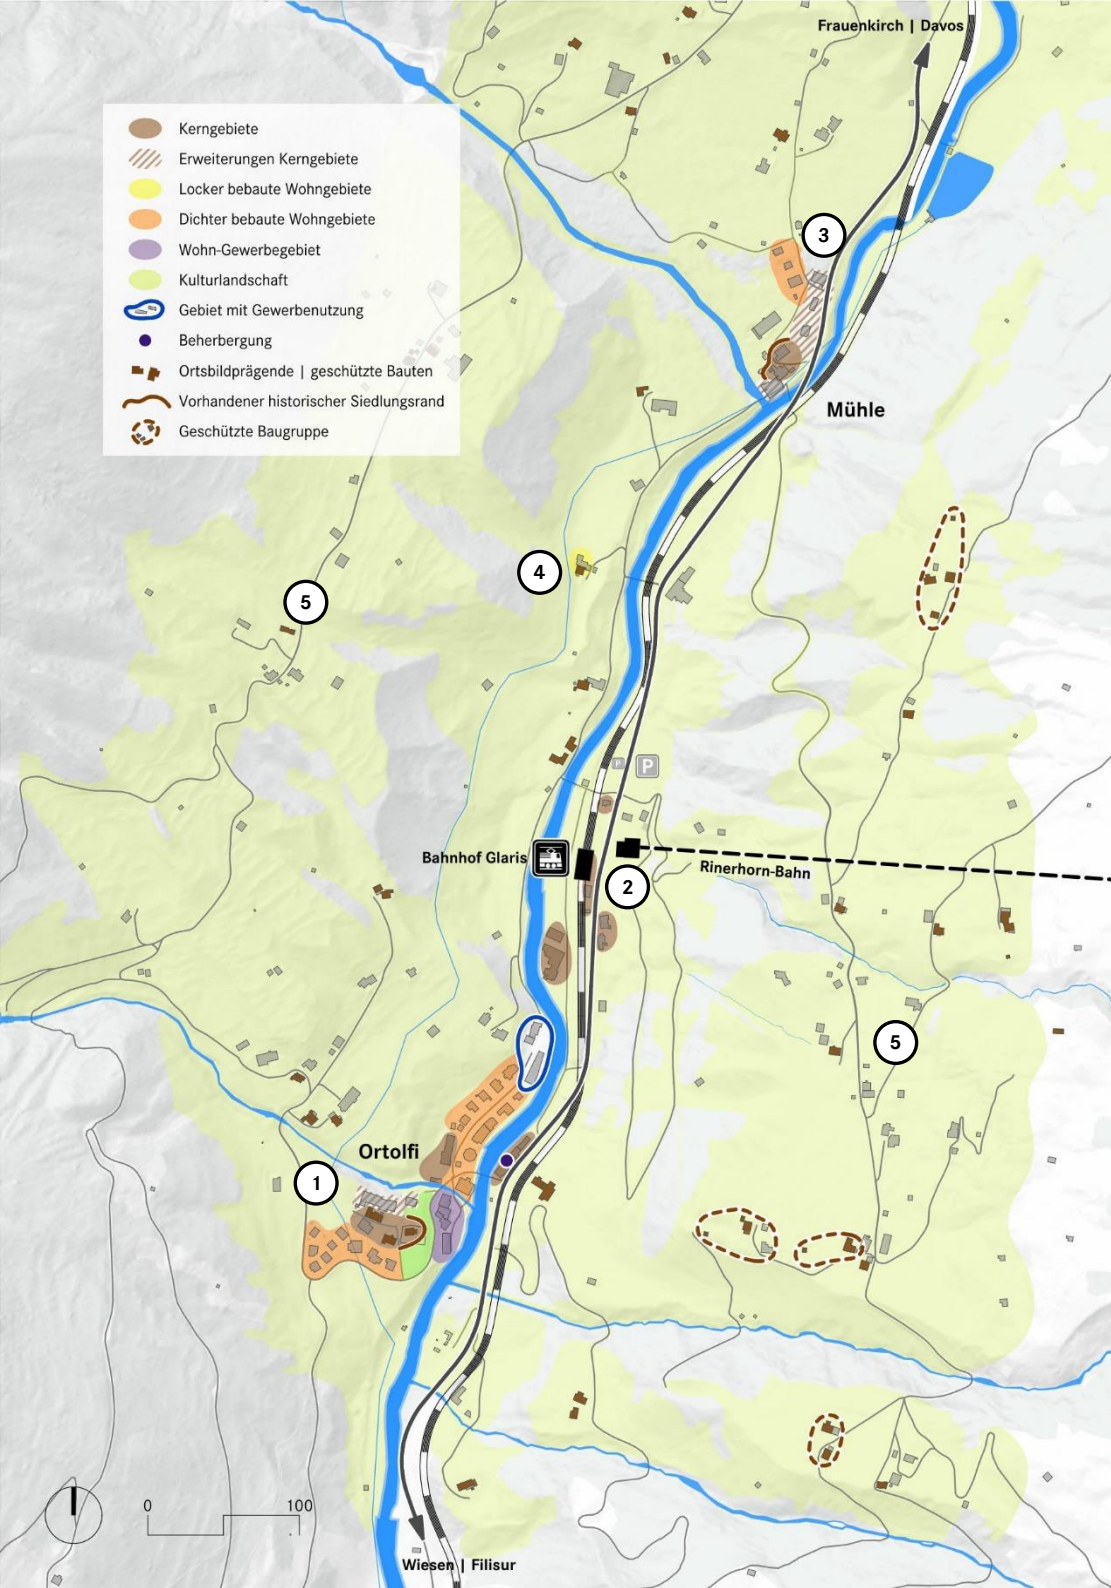 Frauenkirch | Davos
Kerngebiete
Erweiterungen Kerngebiete
Locker bebaute Wohngebiete
Dichter bebaute Wohngebiete
Wohn-Gewerbegebiet
Kulturlandschaft
Gebiet mit Gewerbenutzung
Beherbergung
Ortsbildprägende | geschützte Bauten
Vorhandener historischer Siedlungsrand
Geschützte Baugruppe
3
Mühle
4
5
P
P
Bahnhof Glaris
Rinerhorn-Bahn
2
5
Ortolfi
1
0
100
Wiesen | Filisur